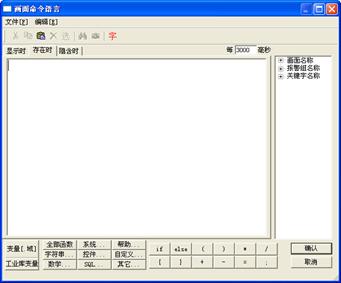 画面命令语言
文件[F] 编辑[E]
字
显示时 存在时 隐含时 每 3000 毫秒
画面名称
报警组名称
关键字名称
变量[.域] 全部函数 系统... 帮助... if else ( ) * / 确认
字符串... 控件... 自定义...
工业库变量 数学... SQL... 其它... [ ] + - = ; 取消